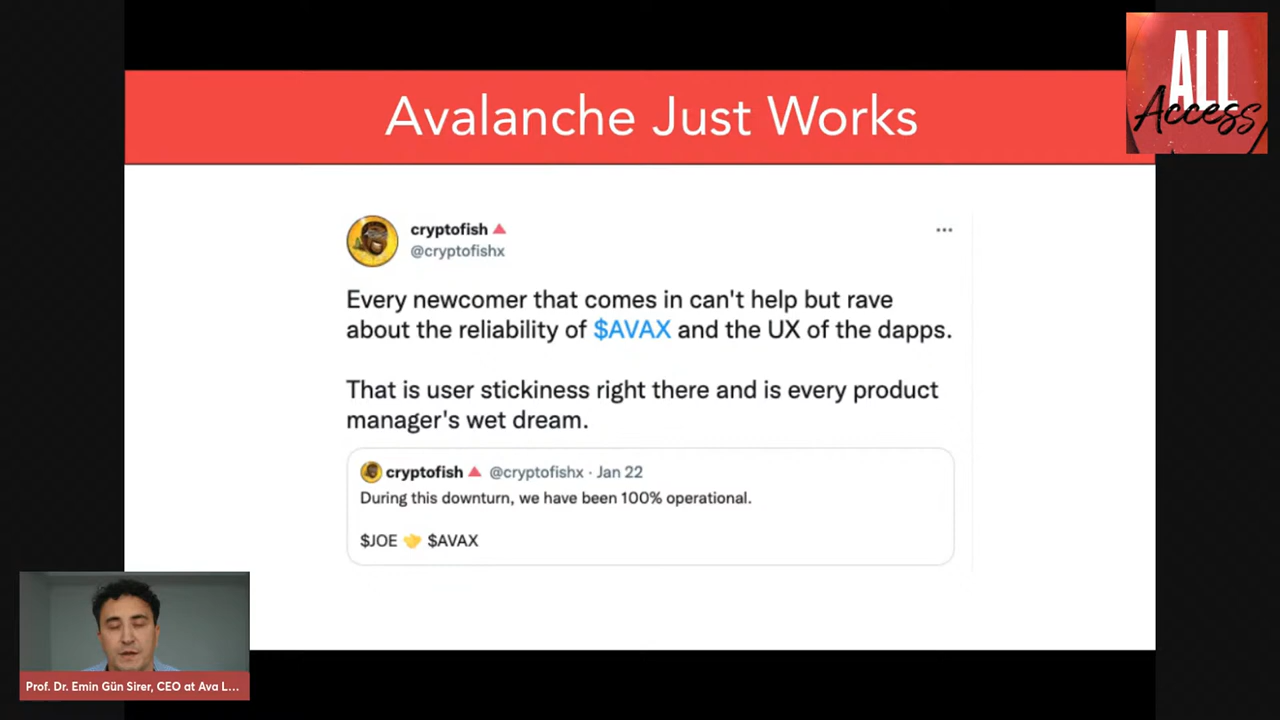 ALL
Access
Avalanche Just Works
cryptofish
@cryptofishx
Every newcomer that comes in can't help but rave
about the reliability of $AVAX and the UX of the dapps.
That is user stickiness right there and is every product
manager's wet dream.
cryptofish @cryptofishx · Jan 22
During this downturn, we have been 100% operational.
$JOE 🤝 $AVAX
Prof. Dr. Emin Gün Sirer, CEO at Ava L...